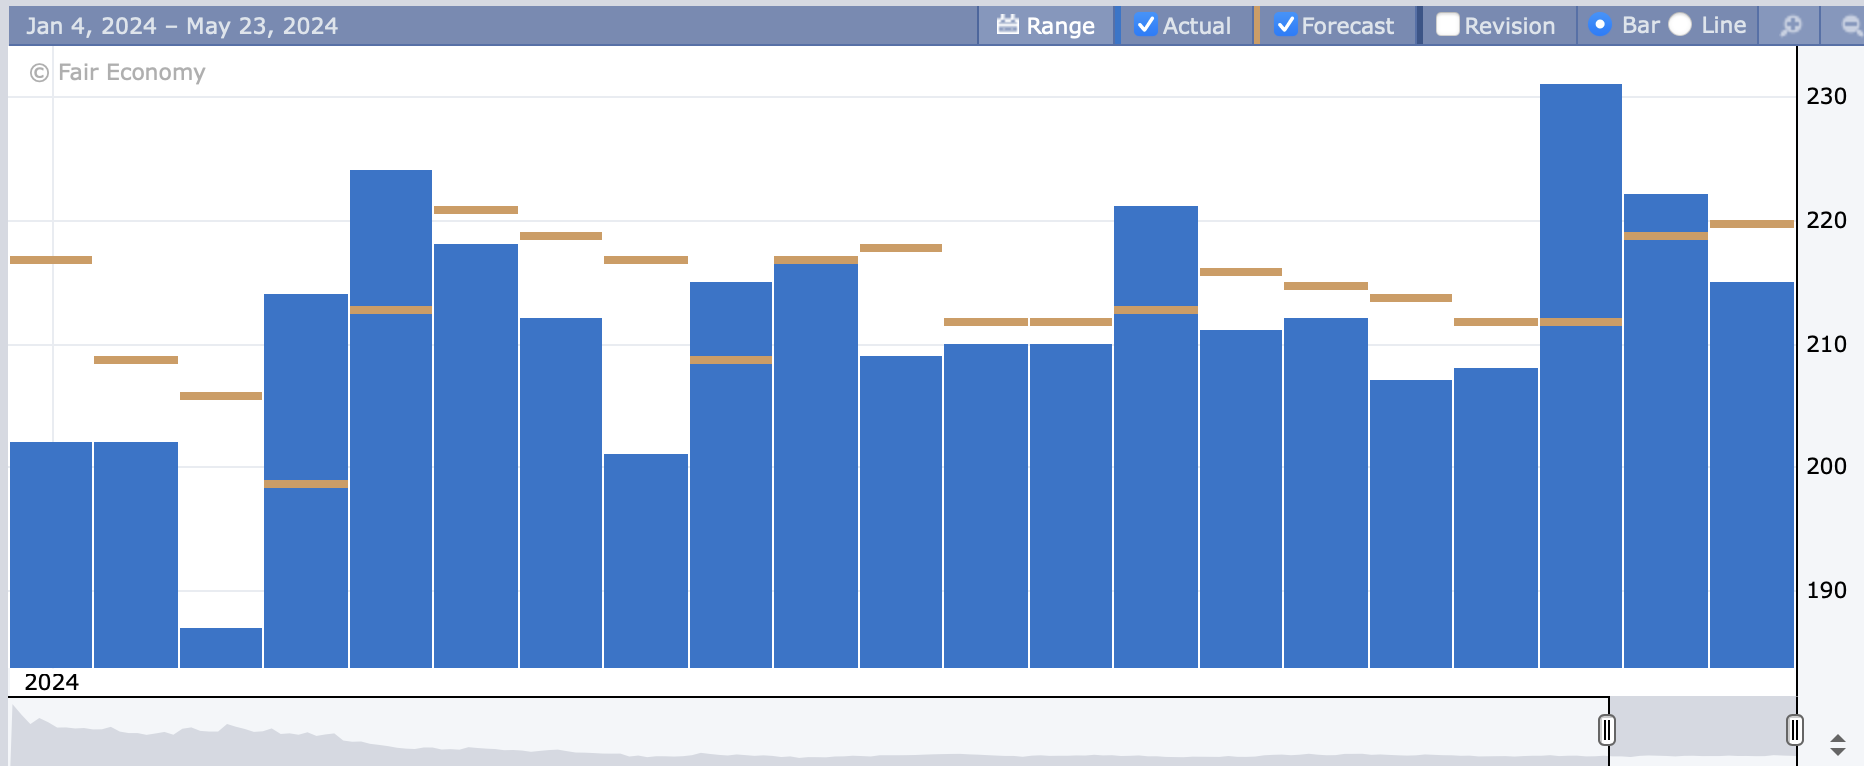 Jan 4, 2024 – May 23, 2024
Range
Actual
Forecast
Revision
Bar
Line
© Fair Economy
230
220
210
200
190
2024